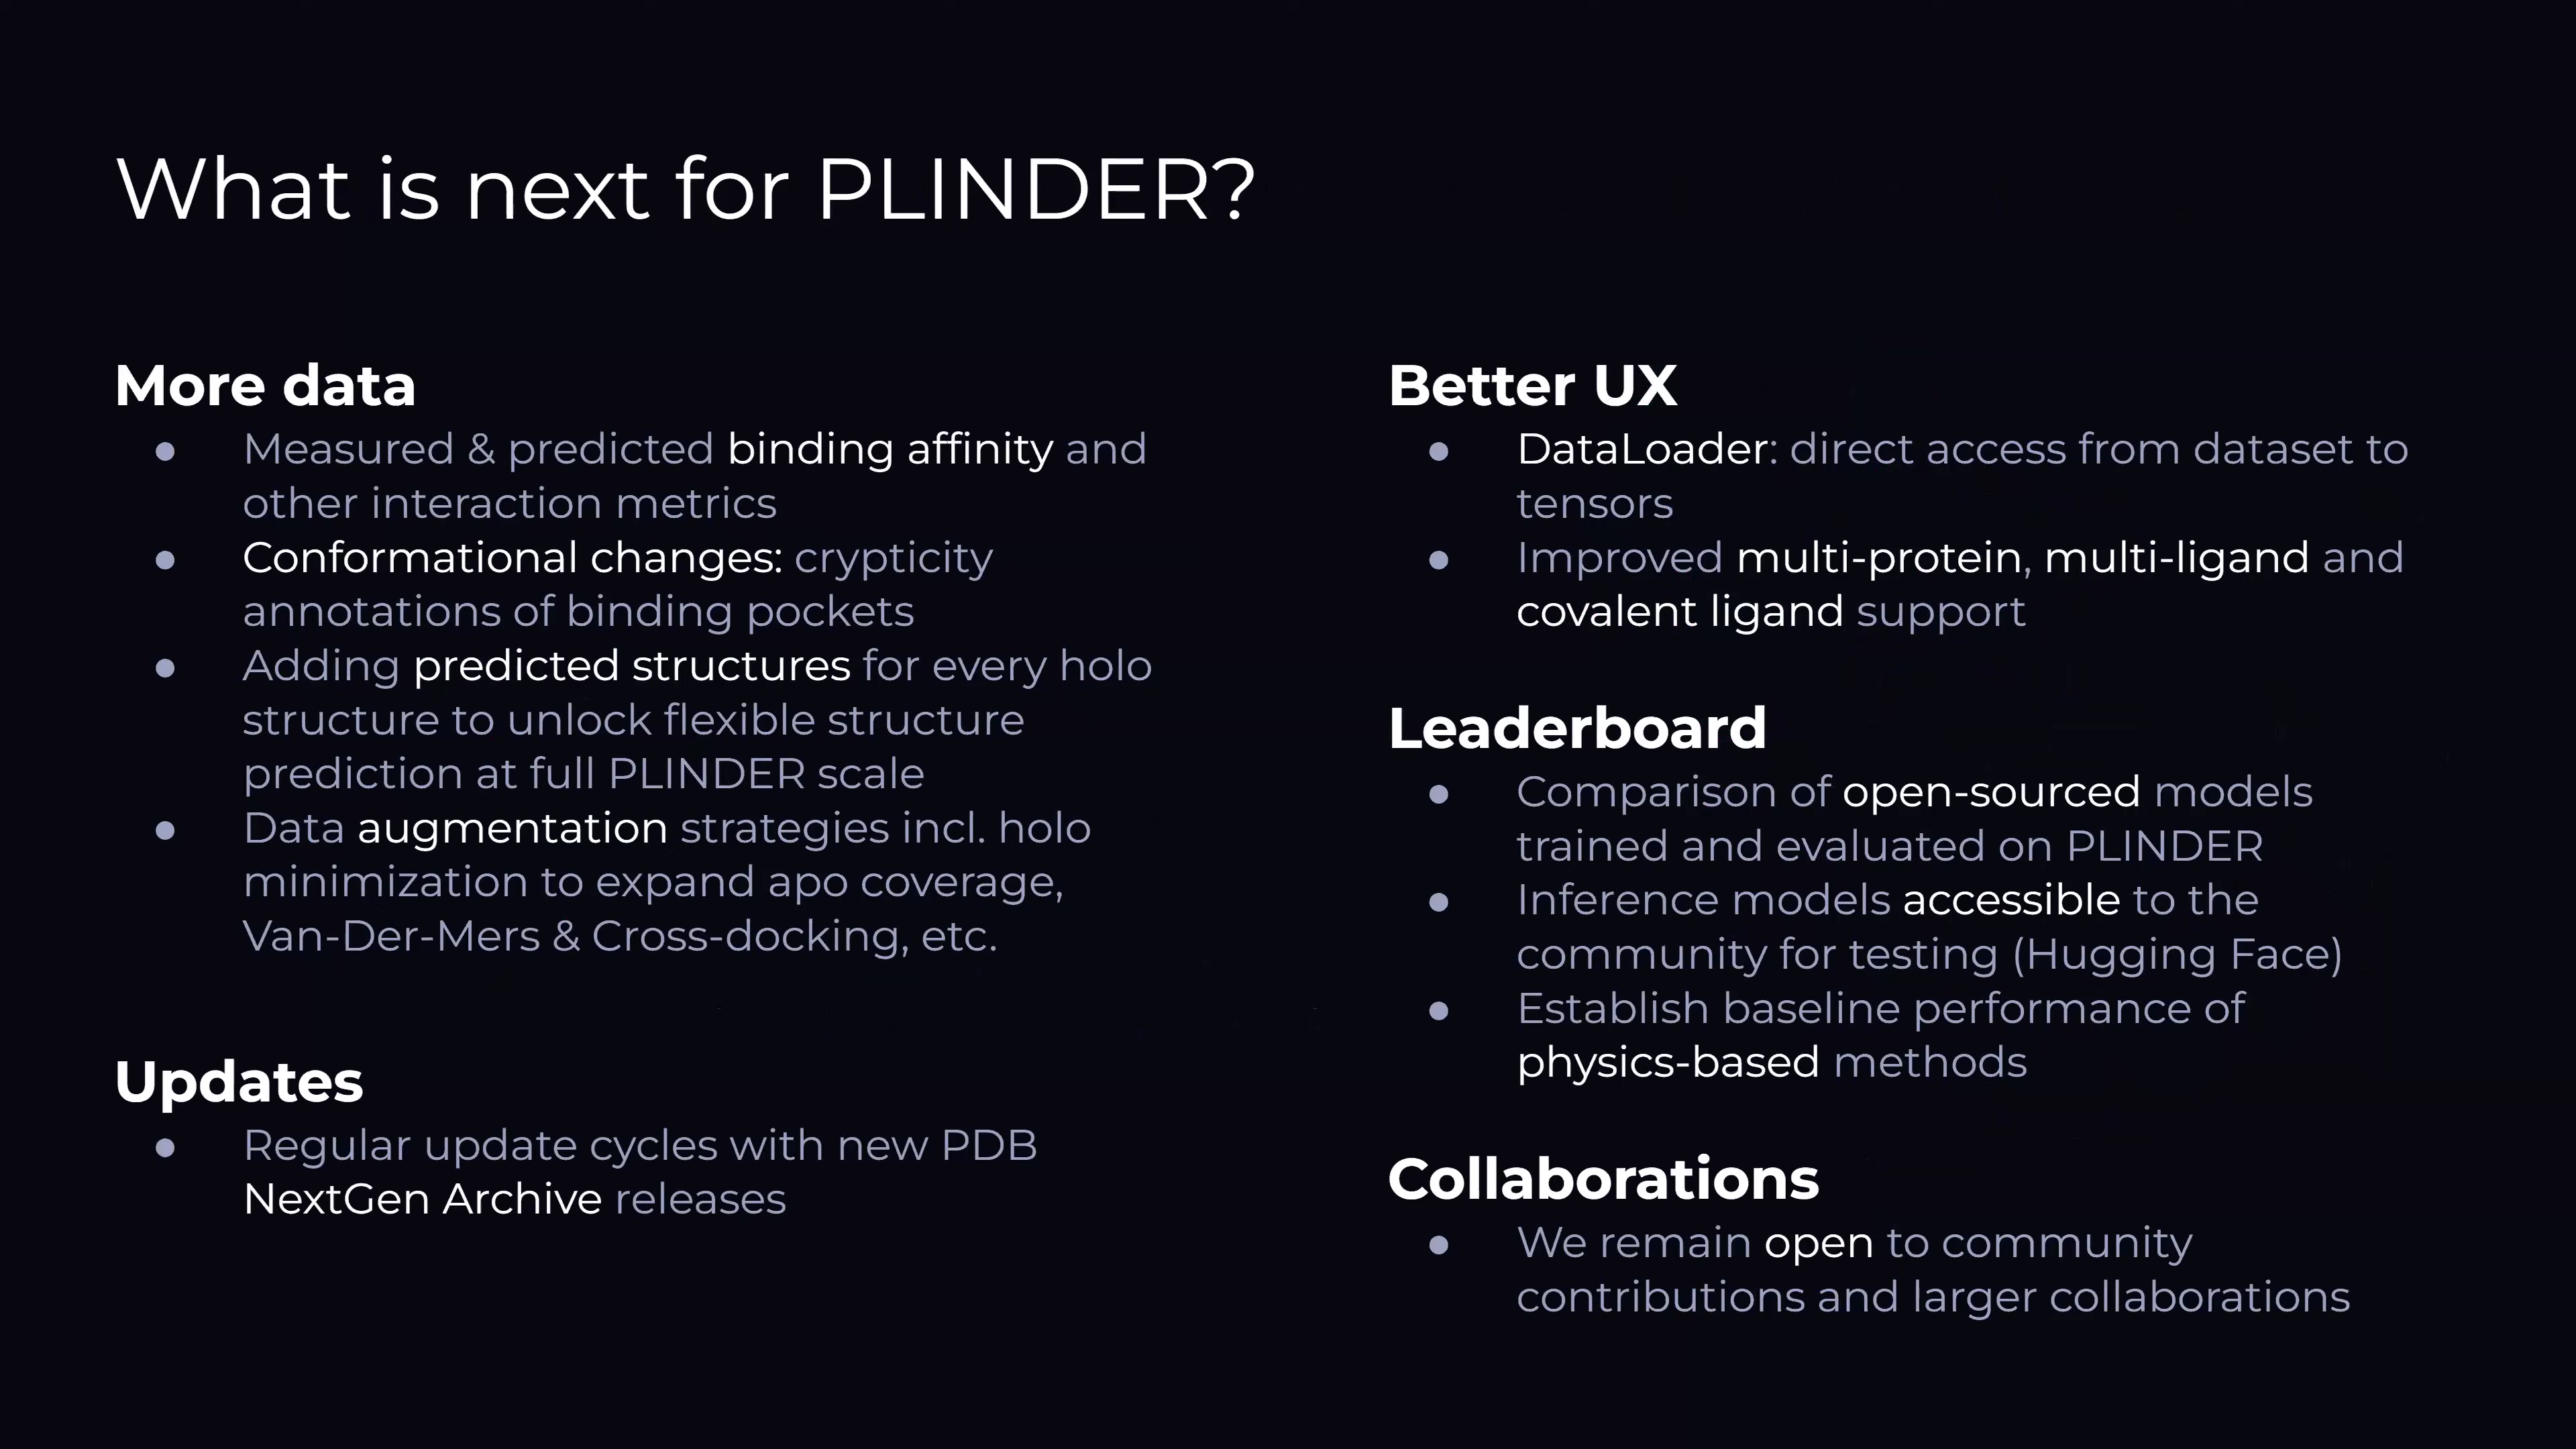 What is next for PLINDER?
More data
● Measured & predicted binding affinity and
other interaction metrics
● Conformational changes: crypticity
annotations of binding pockets
● Adding predicted structures for every holo
structure to unlock flexible structure
prediction at full PLINDER scale
● Data augmentation strategies incl. holo
minimization to expand apo coverage,
Van-Der-Mers & Cross-docking, etc.
Updates
● Regular update cycles with new PDB
NextGen Archive releases
Better UX
● DataLoader: direct access from dataset to
tensors
● Improved multi-protein, multi-ligand and
covalent ligand support
Leaderboard
● Comparison of open-sourced models
trained and evaluated on PLINDER
● Inference models accessible to the
community for testing (Hugging Face)
● Establish baseline performance of
physics-based methods
Collaborations
● We remain open to community
contributions and larger collaborations